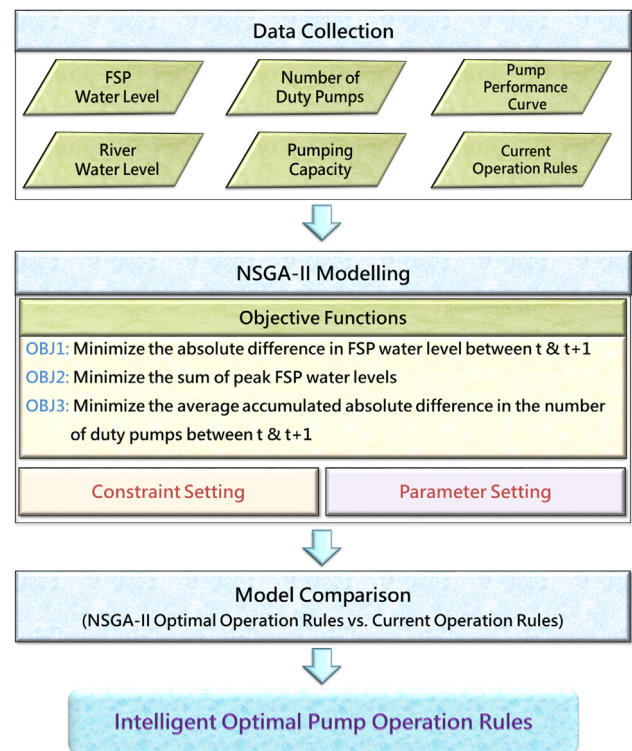 Data Collection
FSP
Water Level
Number of
Duty Pumps
Pump
Performance
Curve
River
Water Level
Pumping
Capacity
Current
Operation Rules
NSGA-II Modelling
Objective Functions
OBJ1: Minimize the absolute difference in FSP water level between t & t+1
OBJ2: Minimize the sum of peak FSP water levels
OBJ3: Minimize the average accumulated absolute difference in the number
of duty pumps between t & t+1
Constraint Setting
Parameter Setting
Model Comparison
(NSGA-II Optimal Operation Rules vs. Current Operation Rules)
Intelligent Optimal Pump Operation Rules